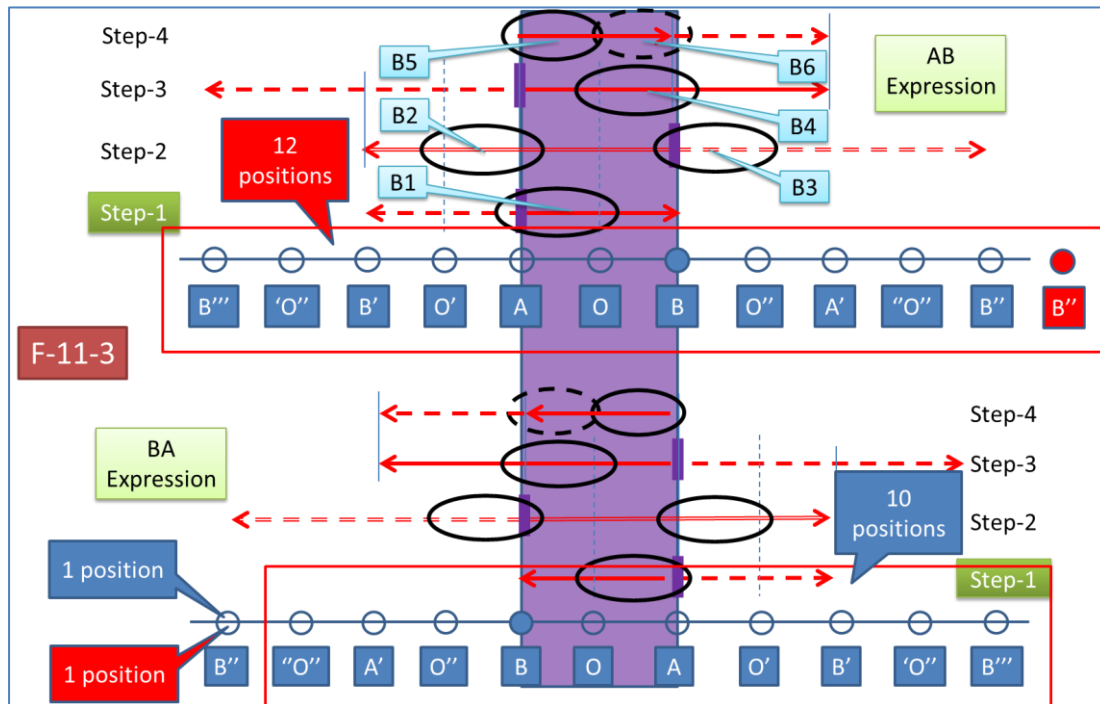 Step-4
B5
B6
AB
Expression
Step-3
B2
B4
12
positions
Step-2
B1
B3
Step-1
B'''
'O''
B'
O'
A
O
B
O''
A'
''O''
B''
B''
F-11-3
Step-4
BA
Expression
Step-3
10
positions
Step-2
1 position
Step-1
1 position
B''
''O''
A'
O''
B
O
A
O'
B'
'O''
B'''